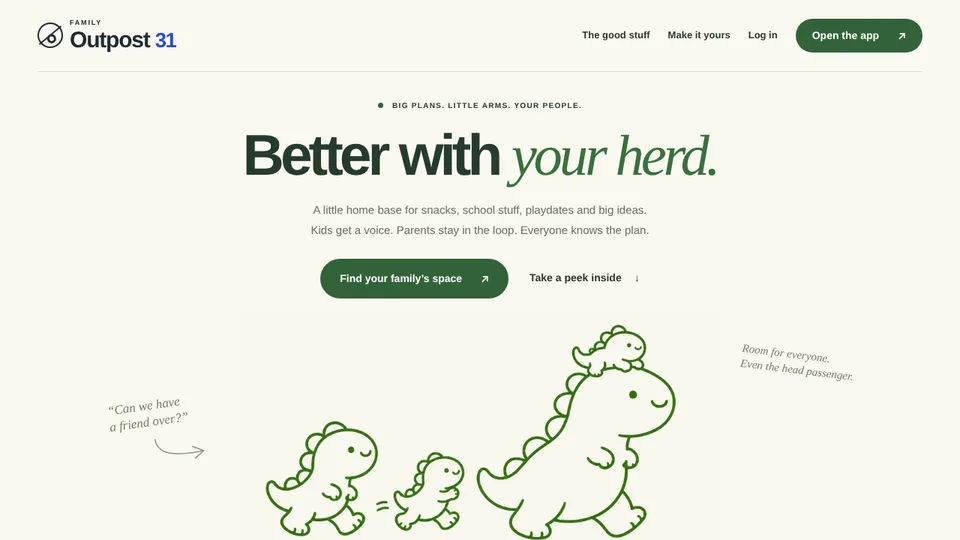 FAMILY
Outpost 31
The good stuff
Make it yours
Log in
Open the app ↗
BIG PLANS. LITTLE ARMS. YOUR PEOPLE.
Better with your herd.
A little home base for snacks, school stuff, playdates and big ideas.
Kids get a voice. Parents stay in the loop. Everyone knows the plan.
Find your family’s space ↗
Take a peek inside ↓
Room for everyone.
Even the head passenger.
“Can we have
a friend over?”